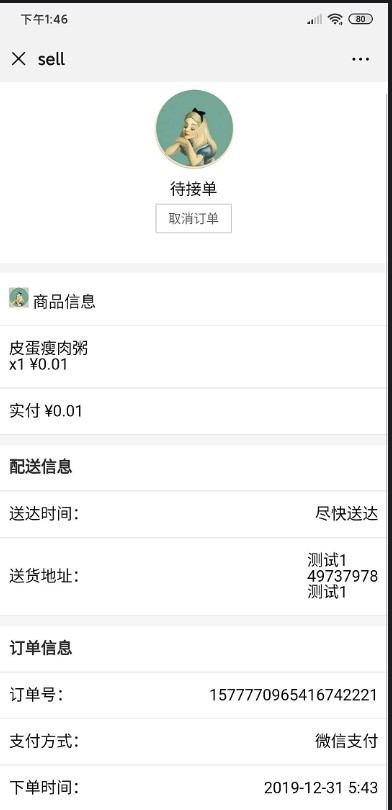 下午1:46
80
sell
待接单
取消订单
商品信息
皮蛋瘦肉粥
x1 ¥0.01
实付 ¥0.01
配送信息
送达时间： 尽快送达
送货地址： 测试1
49737978
测试1
订单信息
订单号： 1577770965416742221
支付方式： 微信支付
下单时间： 2019-12-31 5:43